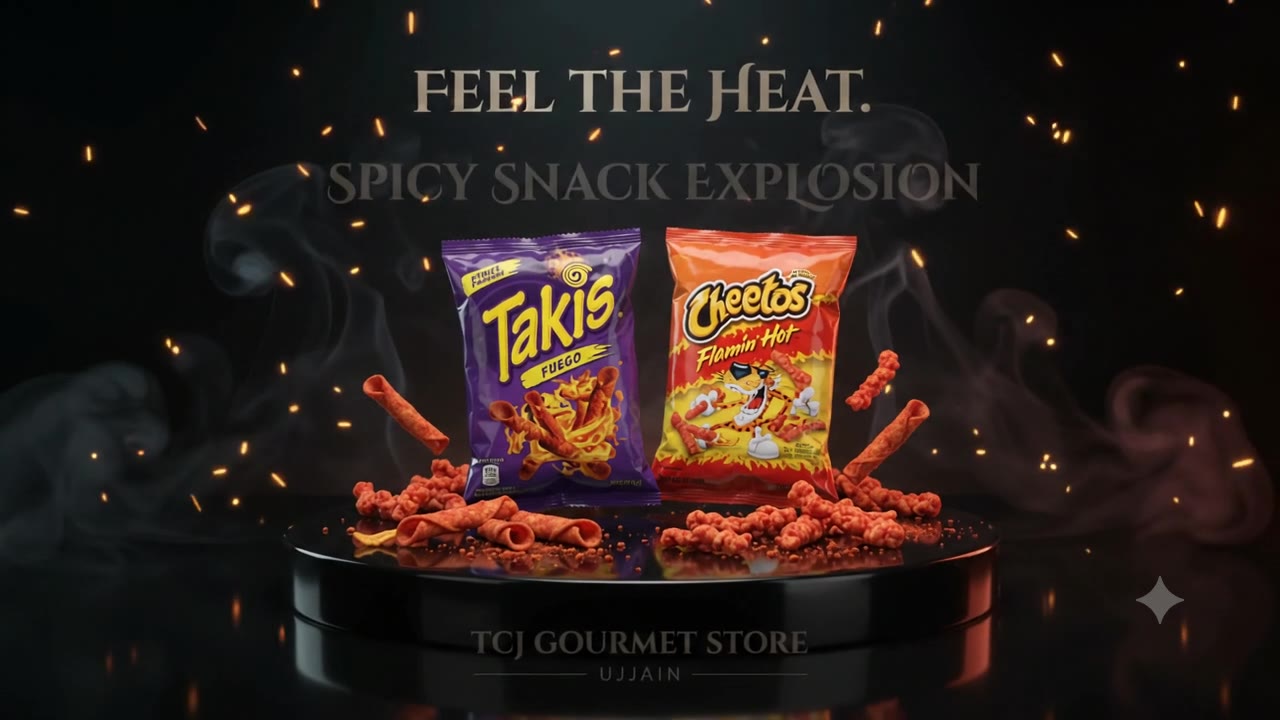 FEEL THE HEAT.
SPICY SNACK EXPLOSION
Takis
FUEGO
Cheetos
Flamin' Hot
TCJ GOURMET STORE
UJJAIN